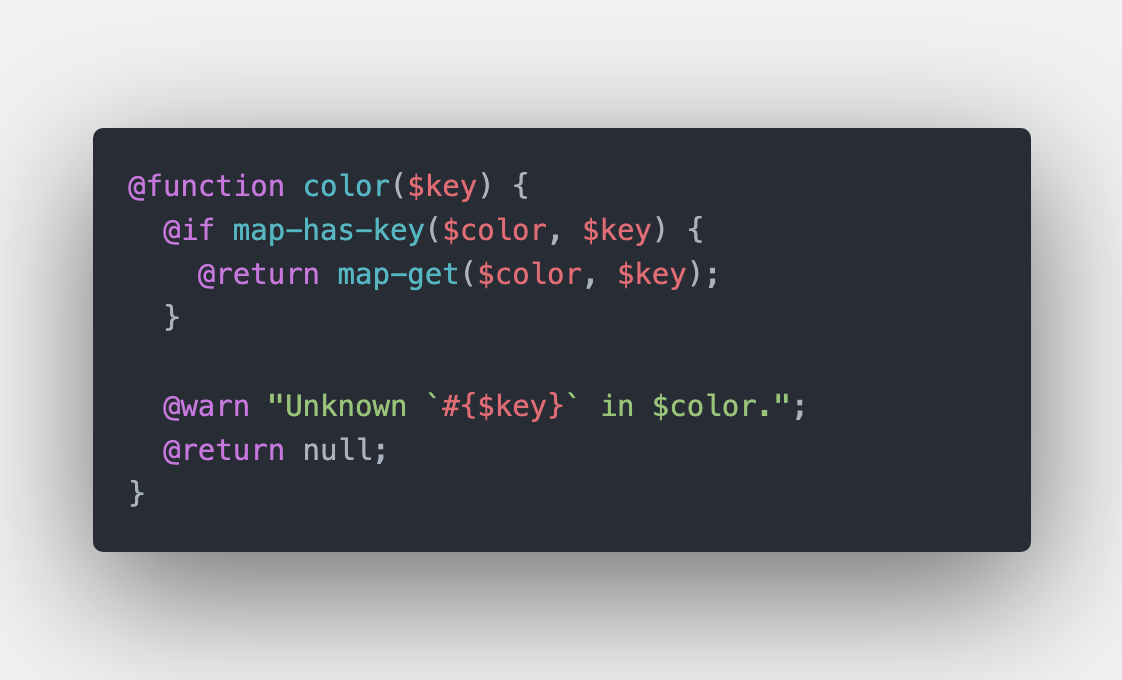 @function color($key) {
  @if map-has-key($color, $key) {
    @return map-get($color, $key);
  }

  @warn "Unknown `#{$key}` in $color.";
  @return null;
}